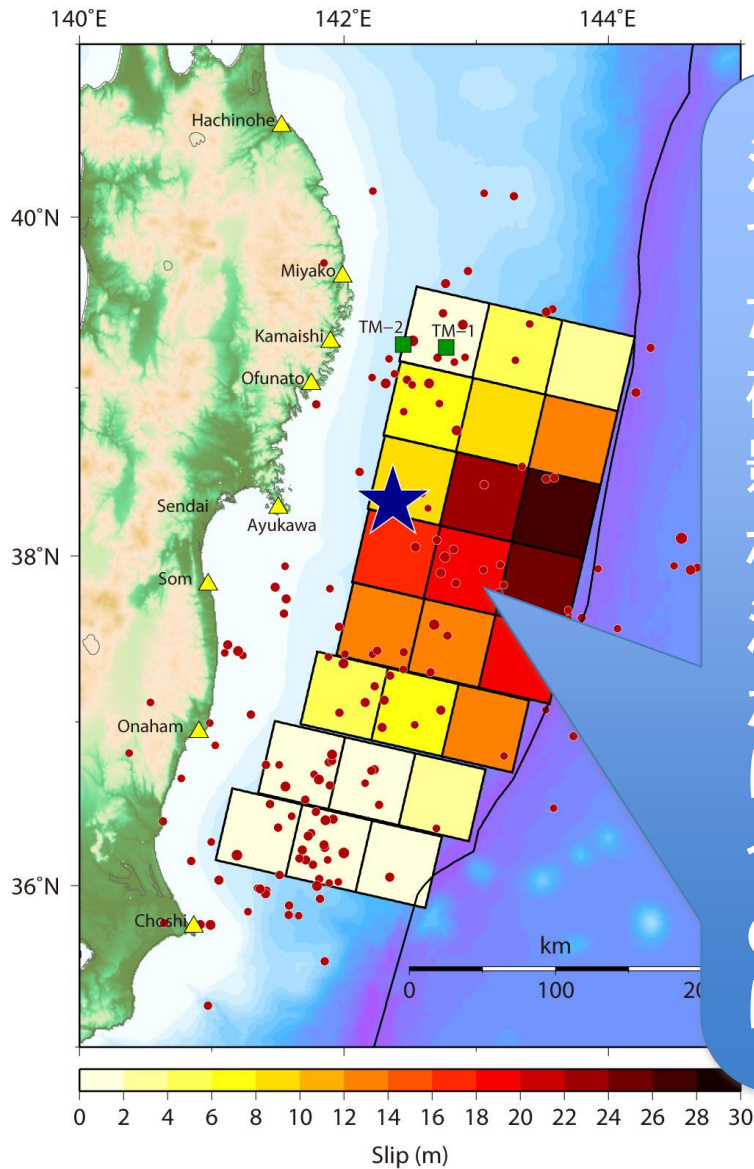 140°E
142°E
144°E
Hachinohe
40°N
Miyako
TM-2
TM-1
Kamaishi
Ofunato
Sendai
Ayukawa
38°N
Som
Onaham
36°N
Choshi
km
0
100
0
2
4
6
8
10
12
14
16
18
20
22
24
26
28
30
Slip (m)